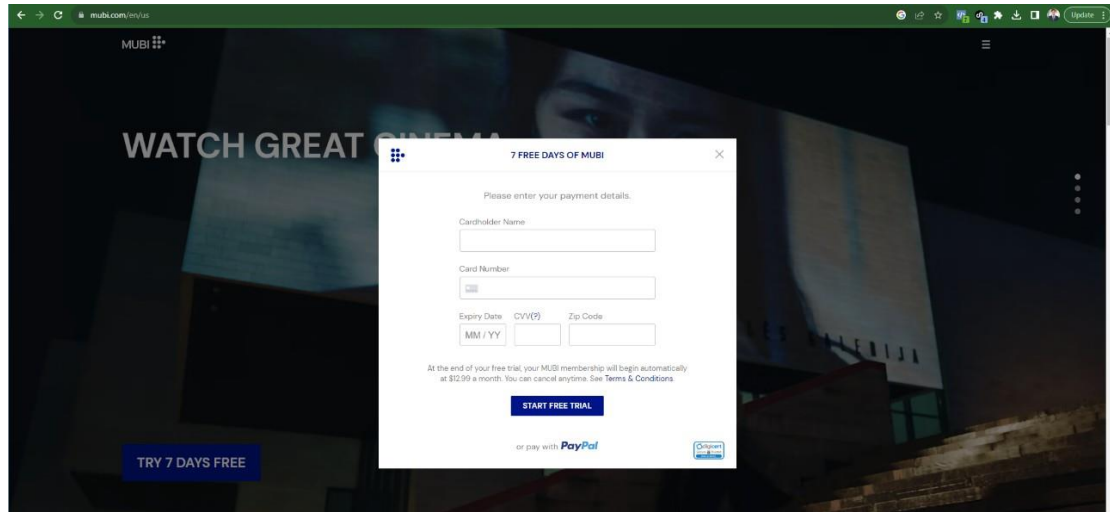 mubi.com/en/us
Update
MUBI
WATCH GREAT CINEMA
7 FREE DAYS OF MUBI
Please enter your payment details.
Cardholder Name
Card Number
Expiry Date CVV(?) Zip Code
MM / YY
At the end of your free trial, your MUBI membership will begin automatically
at $12.99 a month. You can cancel anytime. See Terms & Conditions.
START FREE TRIAL
or pay with PayPal
digicert
TRY 7 DAYS FREE